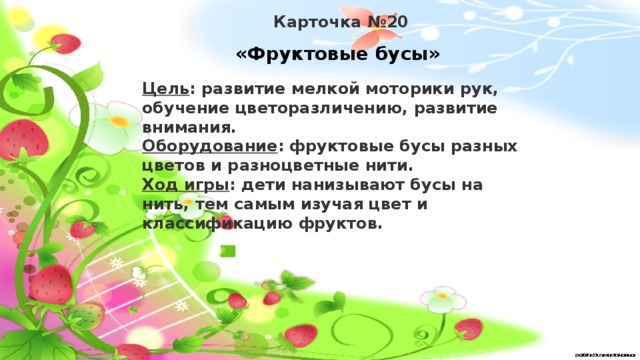 Карточка №20
«Фруктовые бусы»
Цель: развитие мелкой моторики рук,
обучение цветоразличению, развитие
внимания.
Оборудование: фруктовые бусы разных
цветов и разноцветные нити.
Ход игры: дети нанизывают бусы на
нить, тем самым изучая цвет и
классификацию фруктов.